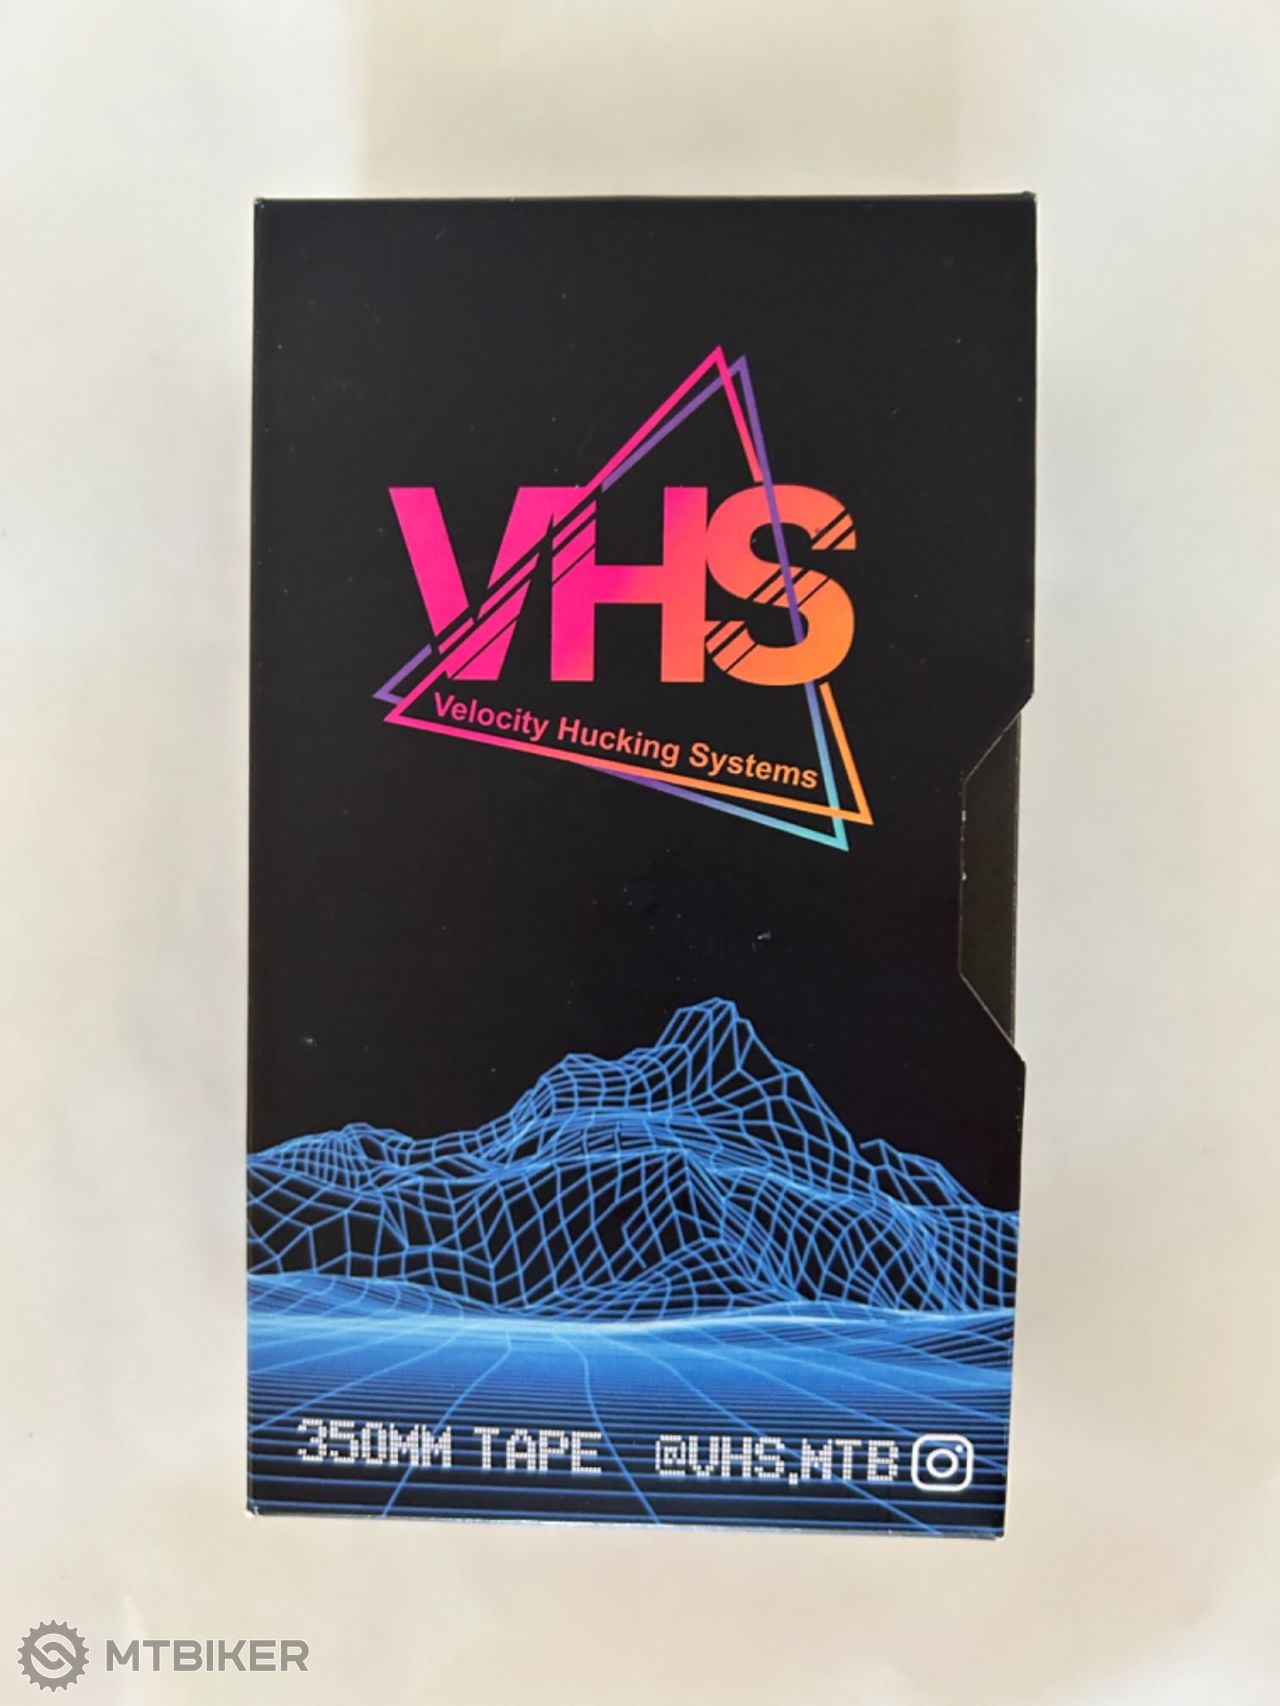 VHS
Velocity Hucking Systems
350MM TAPE @VHS.MTB
MTBIKER